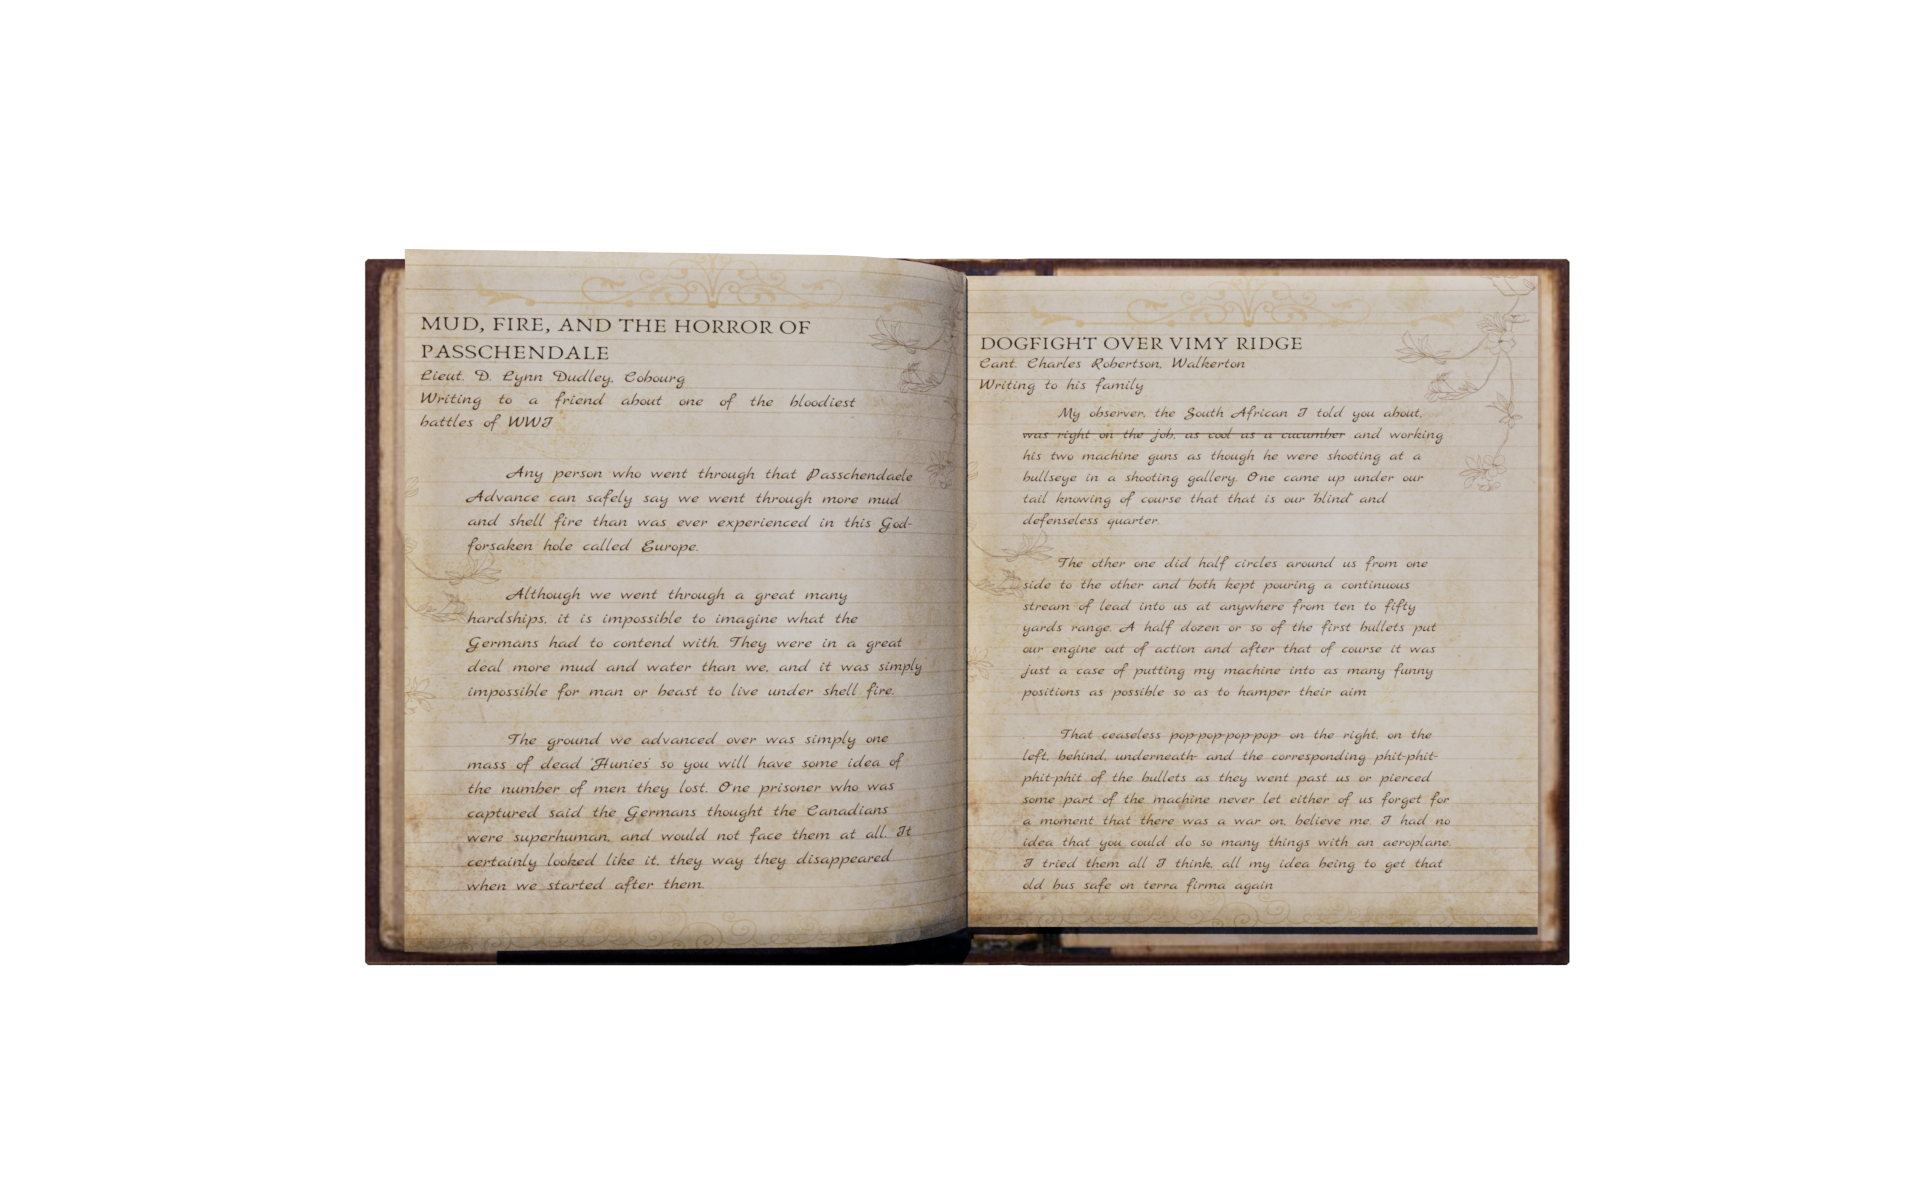 MUD, FIRE, AND THE HORROR OF
PASSCHENDALE
Lieut. D. Lynn Dudley, Cobourg
Writing to a friend about one of the bloodiest
battles of WWI
Any person who went through that Passchendaele
Advance can safely say we went through more mud
and shell fire than was ever experienced in this God-
forsaken hole called Europe.
Although we went through a great many
hardships, it is impossible to imagine what the
Germans had to contend with. They were in a great
deal more mud and water than we, and it was simply
impossible for man or beast to live under shell fire.
The ground we advanced over was simply one
mass of dead 'Hunies' so you will have some idea of
the number of men they lost. One prisoner who was
captured said the Germans thought the Canadians
were superhuman, and would not face them at all. It
certainly looked like it, they way they disappeared
when we started after them.
DOGFIGHT OVER VIMY RIDGE
Cant. Charles Robertson, Walkerton
Writing to his family
My observer, the South African I told you about,
was right on the job, as cool as a cucumber and working
his two machine guns as though he were shooting at a
bullseye in a shooting gallery. One came up under our
tail knowing of course that that is our "blind" and
defenseless quarter.
The other one did half circles around us from one
side to the other and both kept pouring a continuous
stream of lead into us at anywhere from ten to fifty
yards range. A half dozen or so of the first bullets put
our engine out of action and after that of course it was
just a case of putting my machine into as many funny
positions as possible so as to hamper their aim
That ceaseless pop-pop-pop-pop- on the right, on the
left, behind, underneath- and the corresponding phit-phit-
phit-phit of the bullets as they went past us or pierced
some part of the machine never let either of us forget for
a moment that there was a war on, believe me. I had no
idea that you could do so many things with an aeroplane.
I tried them all I think, all my idea being to get that
old bus safe on terra firma again